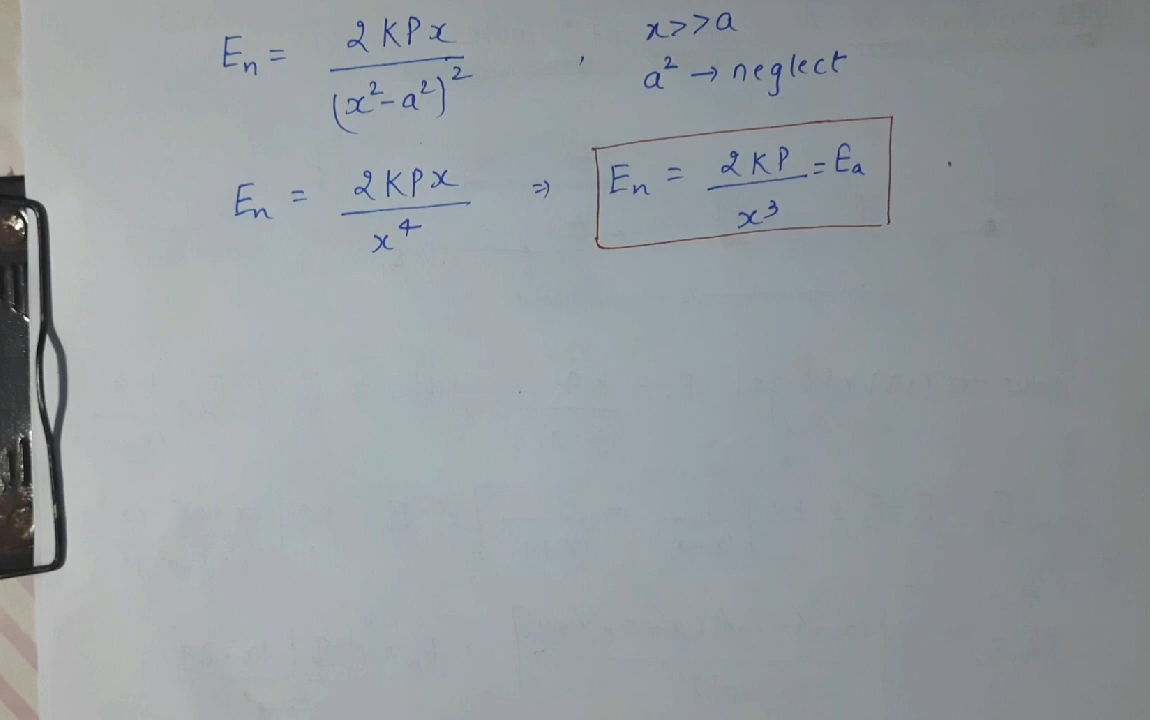 Eₙ = 2KPx / (x² - a²)² , x >> a
a² → neglect
Eₙ = 2KPx / x⁴ ⇒ Eₙ = 2KP / x³ = Eₐ